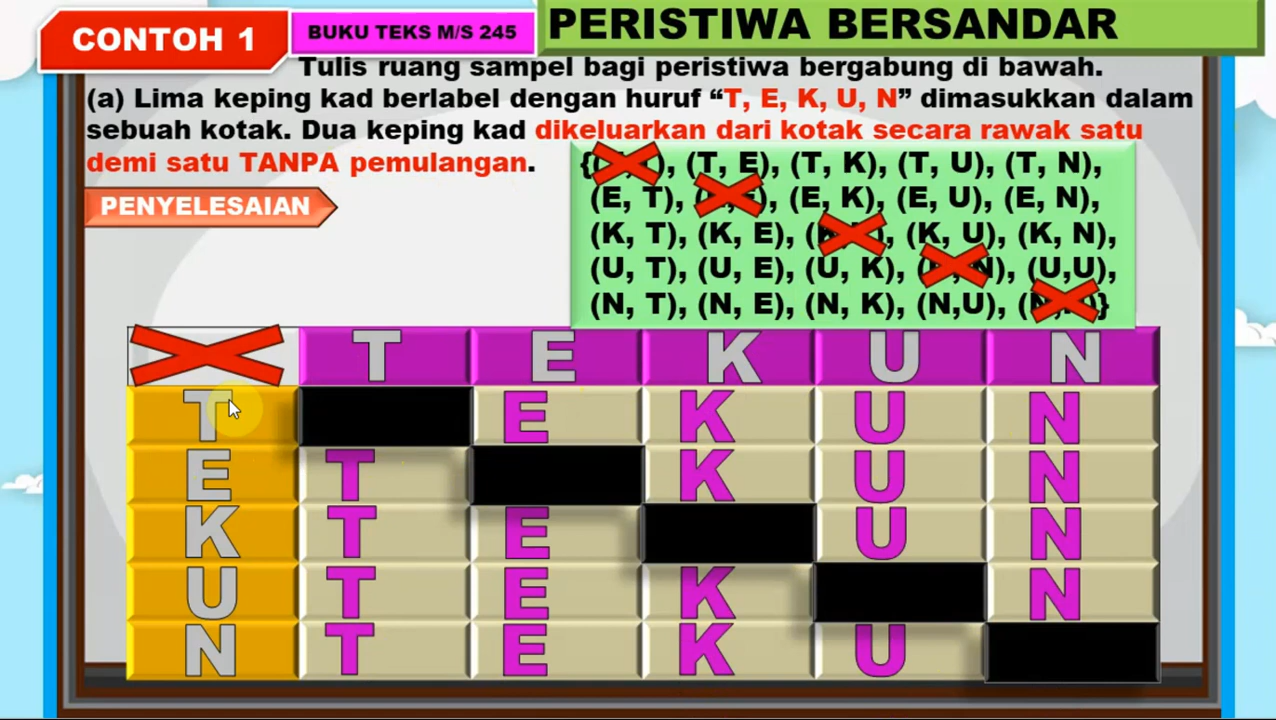 CONTOH 1
BUKU TEKS M/S 245
PERISTIWA BERSANDAR
Tulis ruang sampel bagi peristiwa bergabung di bawah.
(a) Lima keping kad berlabel dengan huruf “T, E, K, U, N” dimasukkan dalam
sebuah kotak. Dua keping kad dikeluarkan dari kotak secara rawak satu
demi satu TANPA pemulangan.
PENYELESAIAN
{ ), (T, E), (T, K), (T, U), (T, N),
(E, T), (E, K), (E, U), (E, N),
(K, T), (K, E), (K, U), (K, N),
(U, T), (U, E), (U, K), (U,U),
(N, T), (N, E), (N, K), (N,U), )}
T E K U N
T E K U N
E T K U N
K T E U N
U T E K N
N T E K U